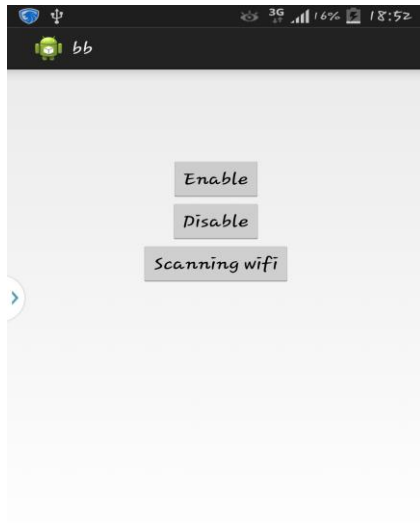 3G 16% 18:52
bb
Enable
Disable
Scanning wifi